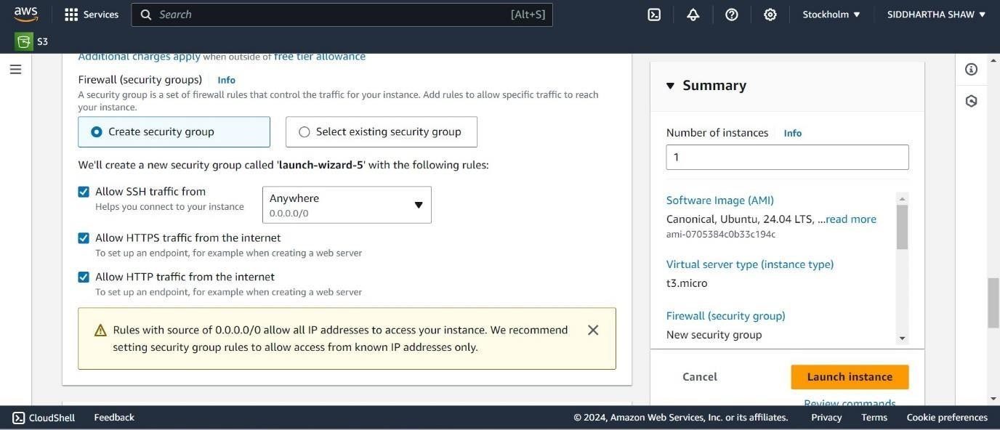 aws
Services
Search
[Alt+S]
Stockholm
SIDDHARTHA SHAW
S3
Additional charges apply when outside of free tier allowance
Firewall (security groups)
Info
A security group is a set of firewall rules that control the traffic for your instance. Add rules to allow specific traffic to reach
your instance.
Create security group
Select existing security group
We'll create a new security group called 'launch-wizard-5' with the following rules:
Allow SSH traffic from
Helps you connect to your instance
Anywhere
0.0.0.0/0
Allow HTTPS traffic from the internet
To set up an endpoint, for example when creating a web server
Allow HTTP traffic from the internet
To set up an endpoint, for example when creating a web server
Rules with source of 0.0.0.0/0 allow all IP addresses to access your instance. We recommend
setting security group rules to allow access from known IP addresses only.
Summary
Number of instances
Info
1
Software Image (AMI)
Canonical, Ubuntu, 24.04 LTS, ...read more
ami-0705384c0b33c194c
Virtual server type (instance type)
t3.micro
Firewall (security group)
New security group
Cancel
Launch instance
Review commands
CloudShell
Feedback
© 2024, Amazon Web Services, Inc. or its affiliates.
Privacy
Terms
Cookie preferences